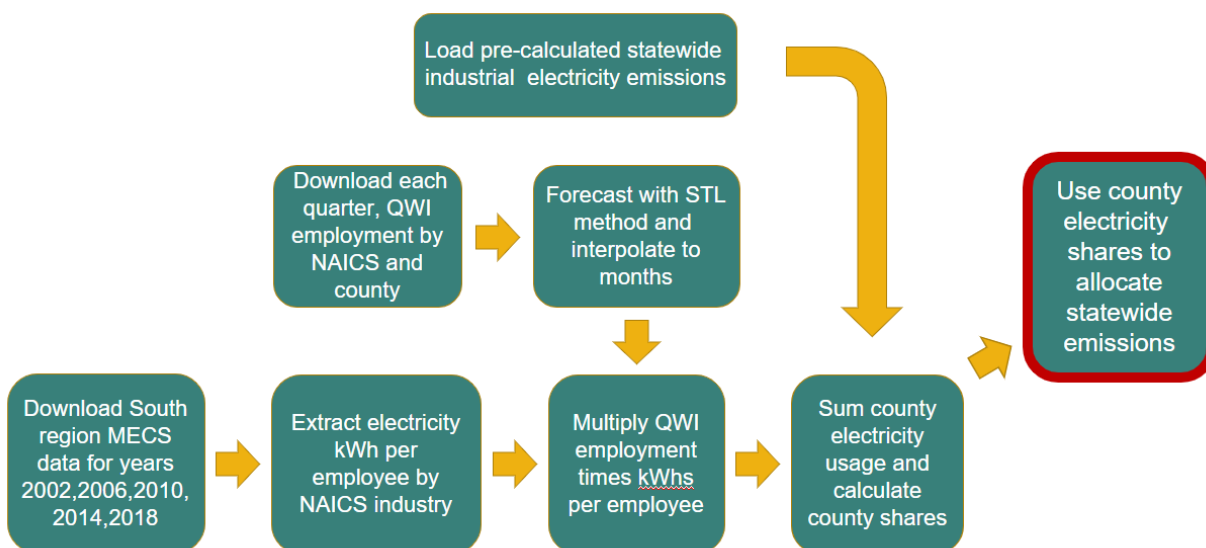 Load pre-calculated statewide
industrial electricity emissions
Download each
quarter, QWI
employment by
NAICS and
county
Forecast with STL
method and
interpolate to
months
Use county
electricity
shares to
allocate
statewide
emissions
Download South
region MECS
data for years
2002,2006,2010,
2014,2018
Extract electricity
kWh per
employee by
NAICS industry
Multiply QWI
employment
times kWhs
per employee
Sum county
electricity
usage and
calculate
county shares